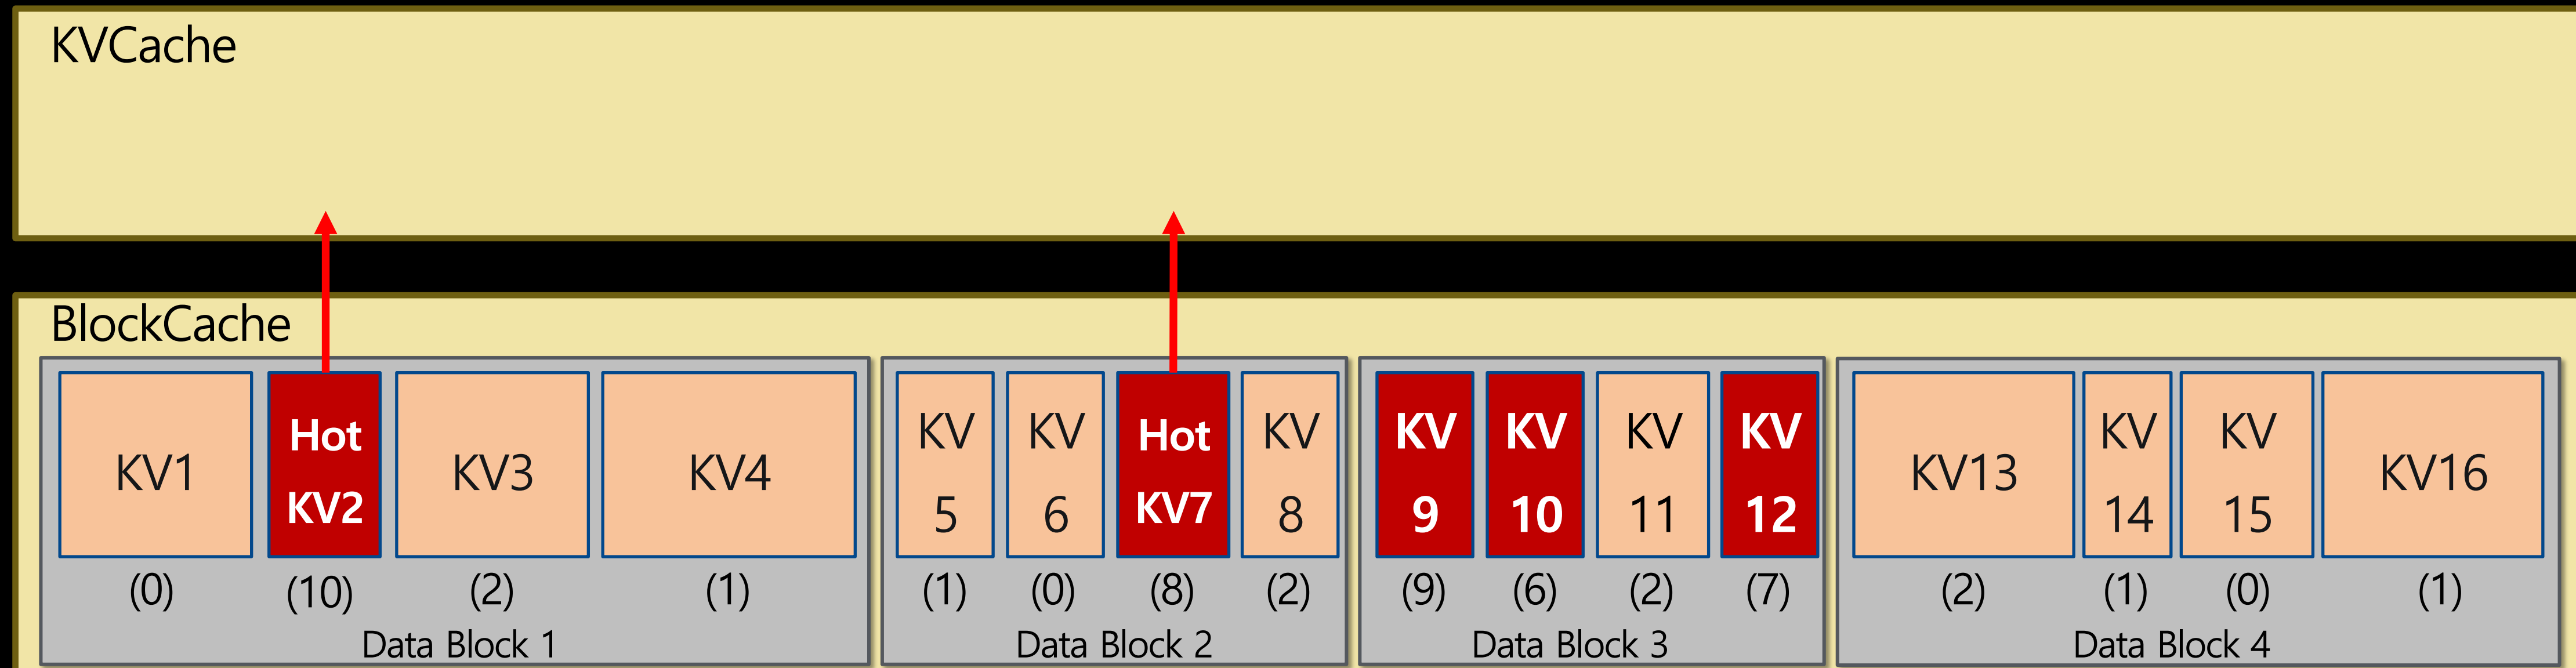 KVCache
BlockCache
KV1
Hot
KV2
KV3
KV4
(0)
(10)
(2)
(1)
Data Block 1
KV
5
KV
6
Hot
KV7
KV
8
(1)
(0)
(8)
(2)
Data Block 2
KV
9
KV
10
KV
11
KV
12
(9)
(6)
(2)
(7)
Data Block 3
KV13
KV
14
KV
15
KV16
(2)
(1)
(0)
(1)
Data Block 4